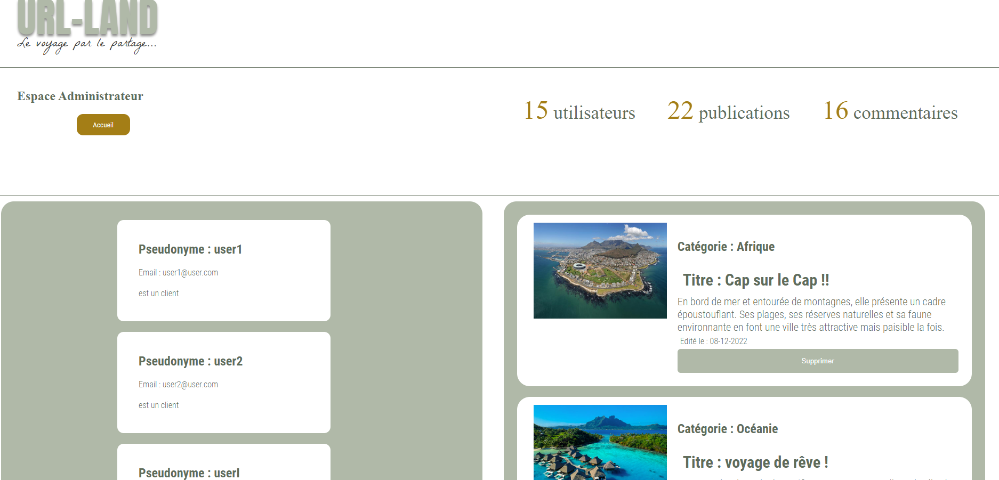 URL-LAND
Le voyage par le partage...
Espace Administrateur
Accueil
15 utilisateurs
22 publications
16 commentaires
Pseudonyme : user1
Email : user1@user.com
est un client
Pseudonyme : user2
Email : user2@user.com
est un client
Pseudonyme : userl
Catégorie : Afrique
Titre : Cap sur le Cap !!
En bord de mer et entourée de montagnes, elle présente un cadre
époustouflant. Ses plages, ses réserves naturelles et sa faune
environnante en font une ville très attractive mais paisible la fois.
Edité le : 08-12-2022
Supprimer
Catégorie : Océanie
Titre : voyage de rêve !